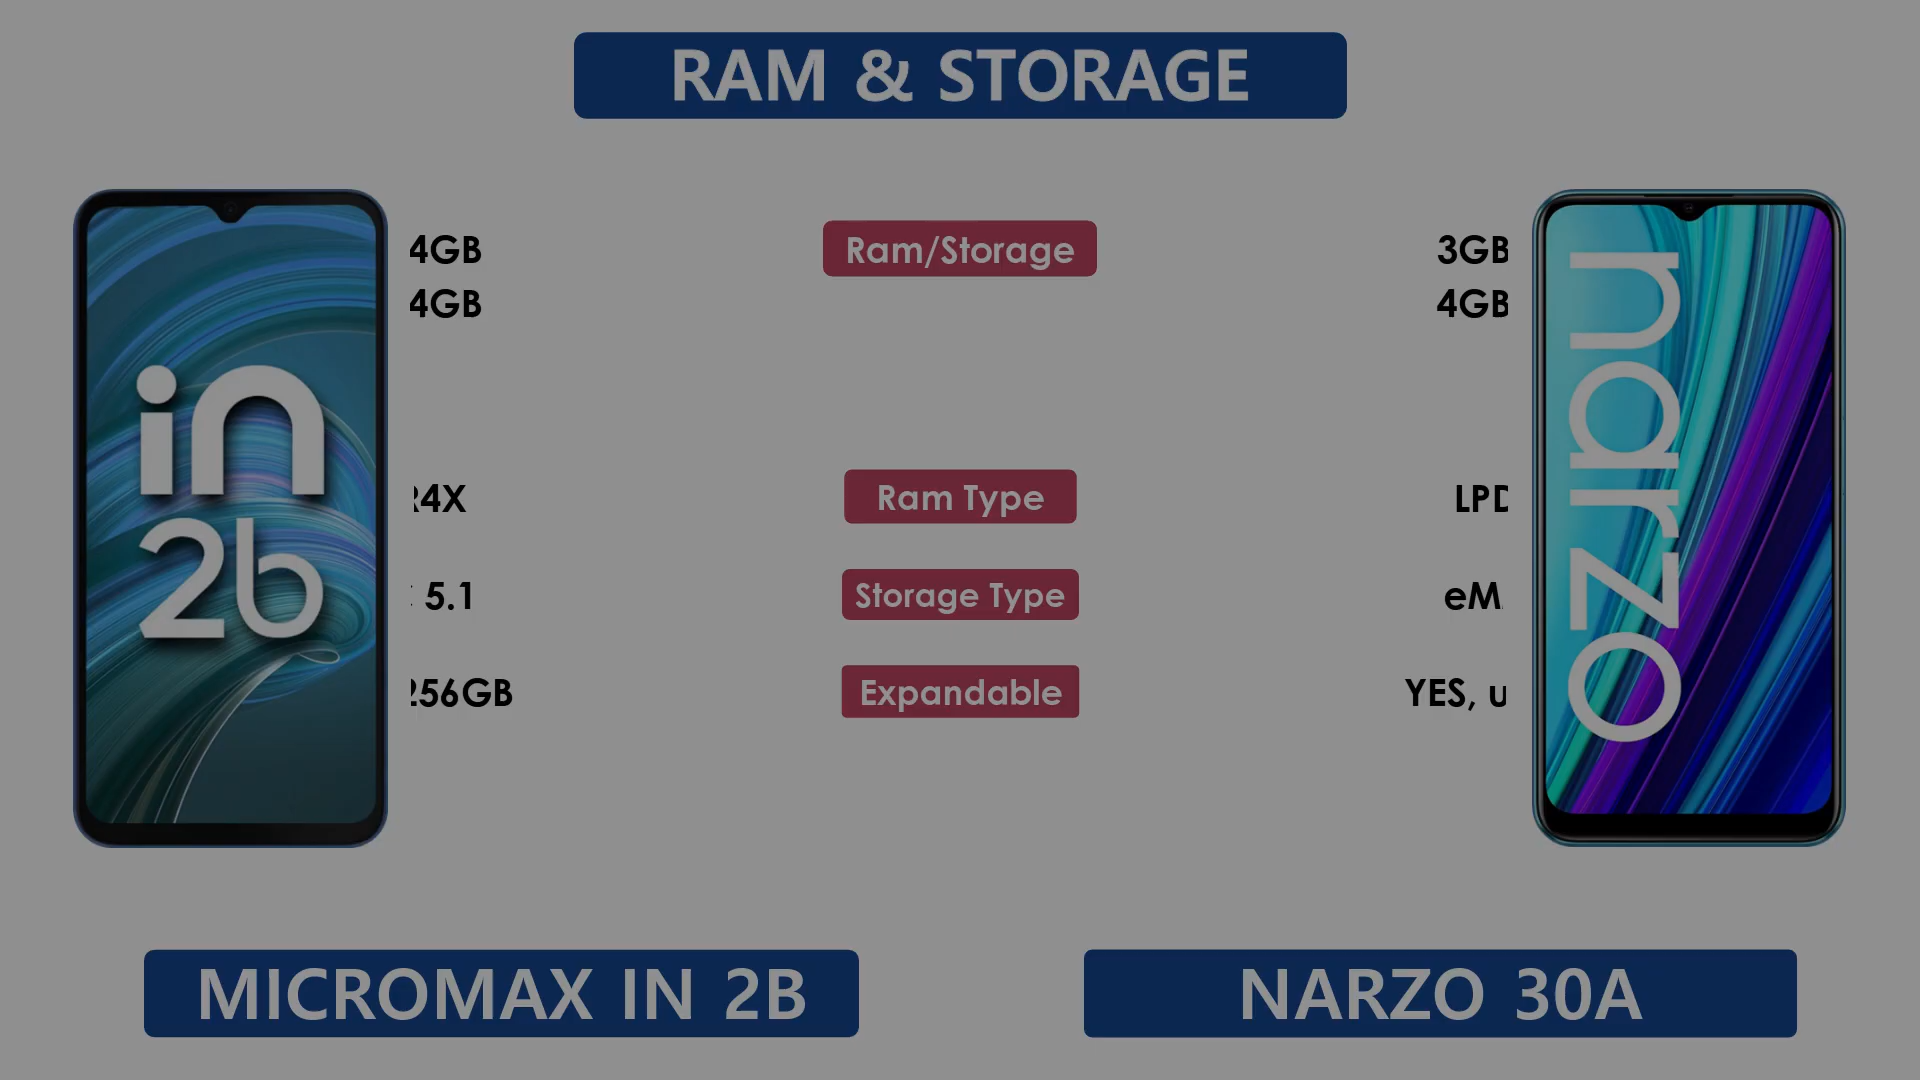 RAM & STORAGE
4GB Ram/Storage 3GB
4GB 4GB
in
2b
narzo
4X Ram Type LPD
5.1 Storage Type eM
256GB Expandable YES, u
MICROMAX IN 2B NARZO 30A